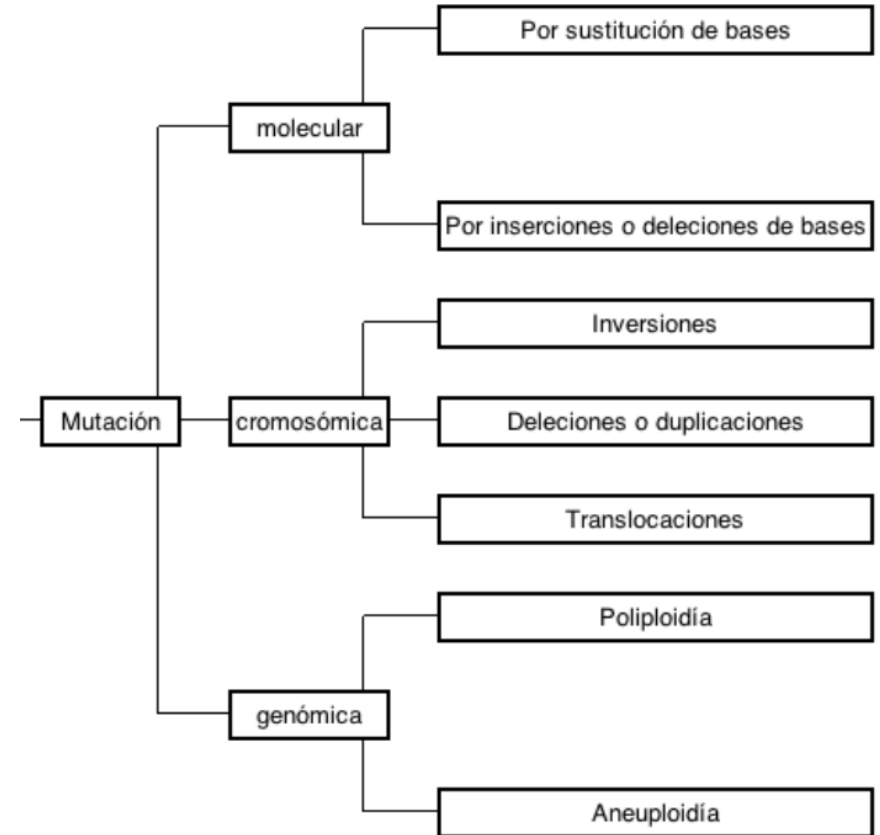 Por sustitución de bases
molecular
Por inserciones o deleciones de bases
Inversiones
Mutación
cromosómica
Deleciones o duplicaciones
Translocaciones
Poliploidía
genómica
Aneuploidía